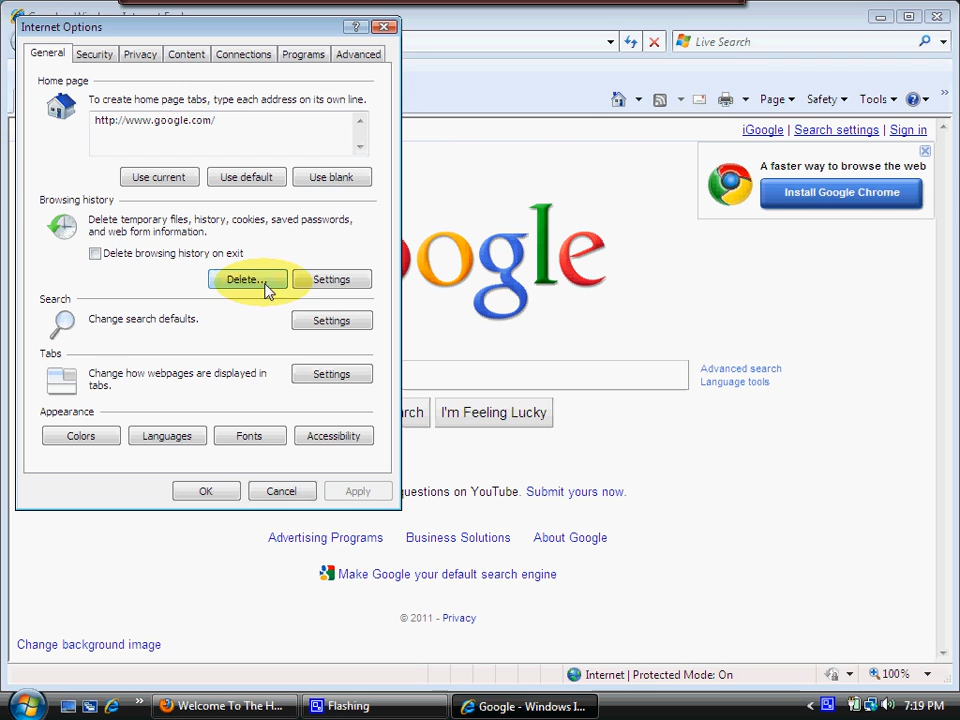 Internet Options
General
Security
Privacy
Content
Connections
Programs
Advanced
Home page
To create home page tabs, type each address on its own line.
http://www.google.com/
Use current
Use default
Use blank
Browsing history
Delete temporary files, history, cookies, saved passwords,
and web form information.
Delete browsing history on exit
Delete...
Settings
Search
Change search defaults.
Settings
Tabs
Change how webpages are displayed in
tabs.
Settings
Appearance
Colors
Languages
Fonts
Accessibility
OK
Cancel
Apply
Live Search
Page
Safety
Tools
»
iGoogle | Search settings | Sign in
A faster way to browse the web
Install Google Chrome
ogle
Advanced search
Language tools
rch
I'm Feeling Lucky
questions on YouTube. Submit yours now.
Advertising Programs
Business Solutions
About Google
Make Google your default search engine
© 2011 - Privacy
Change background image
Internet | Protected Mode: On
100%
»
Welcome To The H...
Flashing
Google - Windows I...
7:19 PM